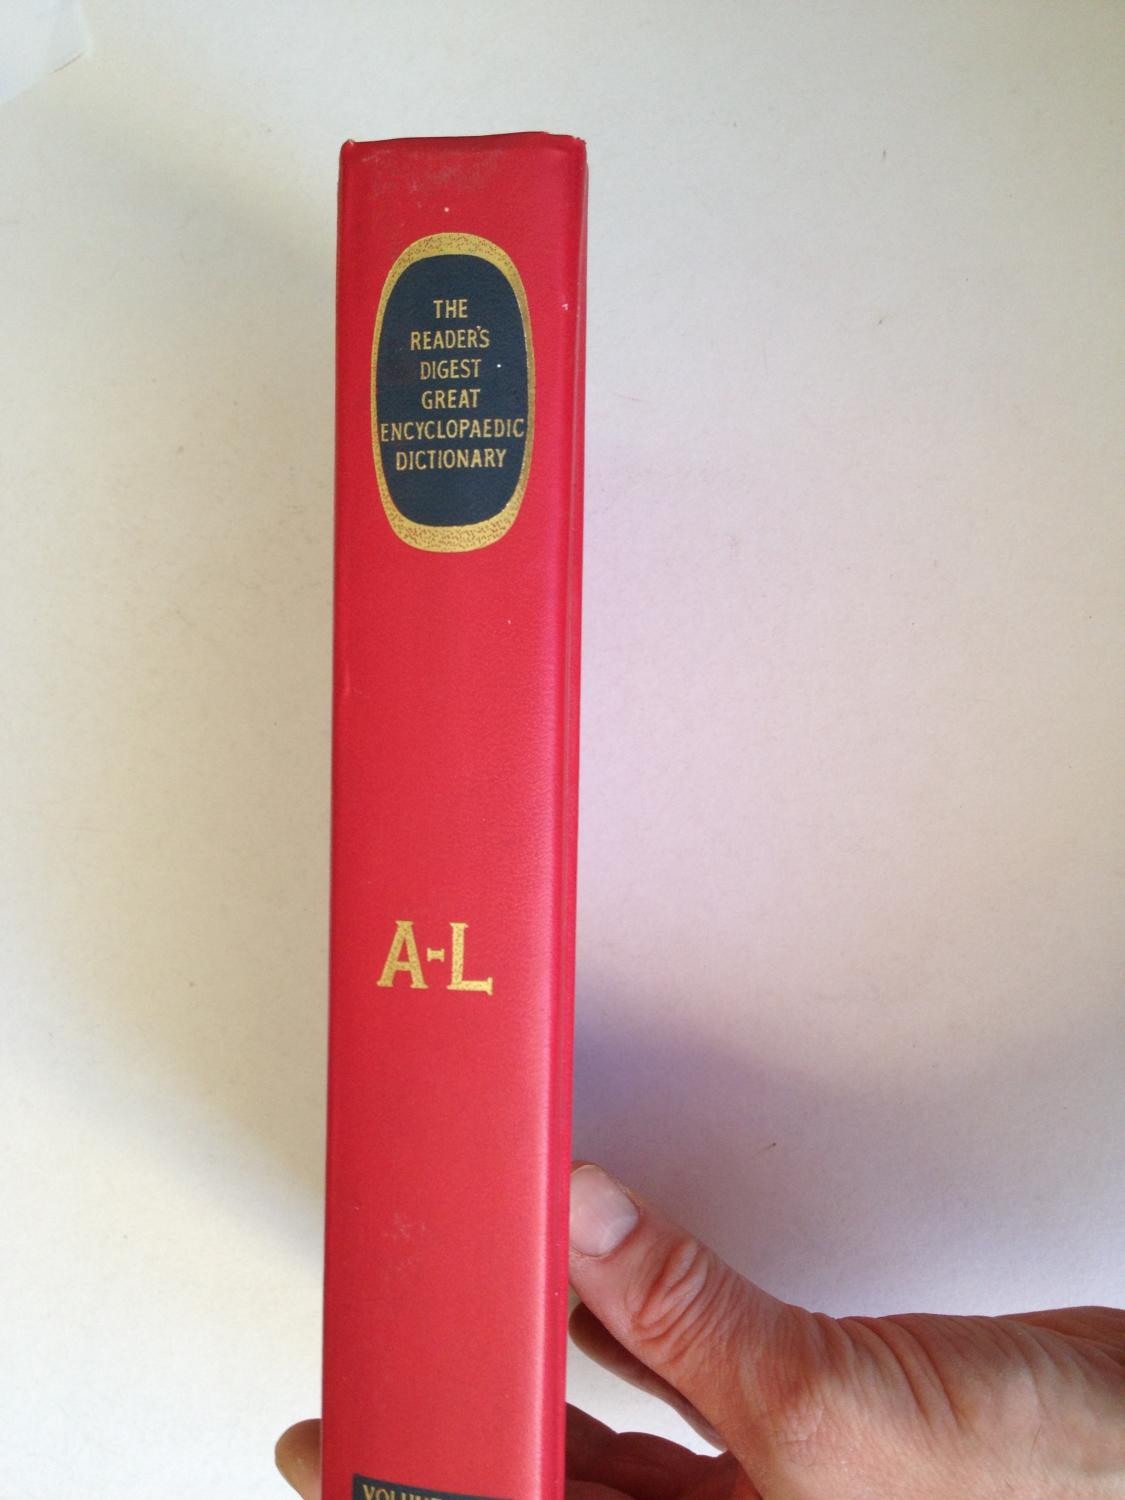 THE
READER'S
DIGEST
GREAT
ENCYCLOPAEDIC
DICTIONARY
A-L